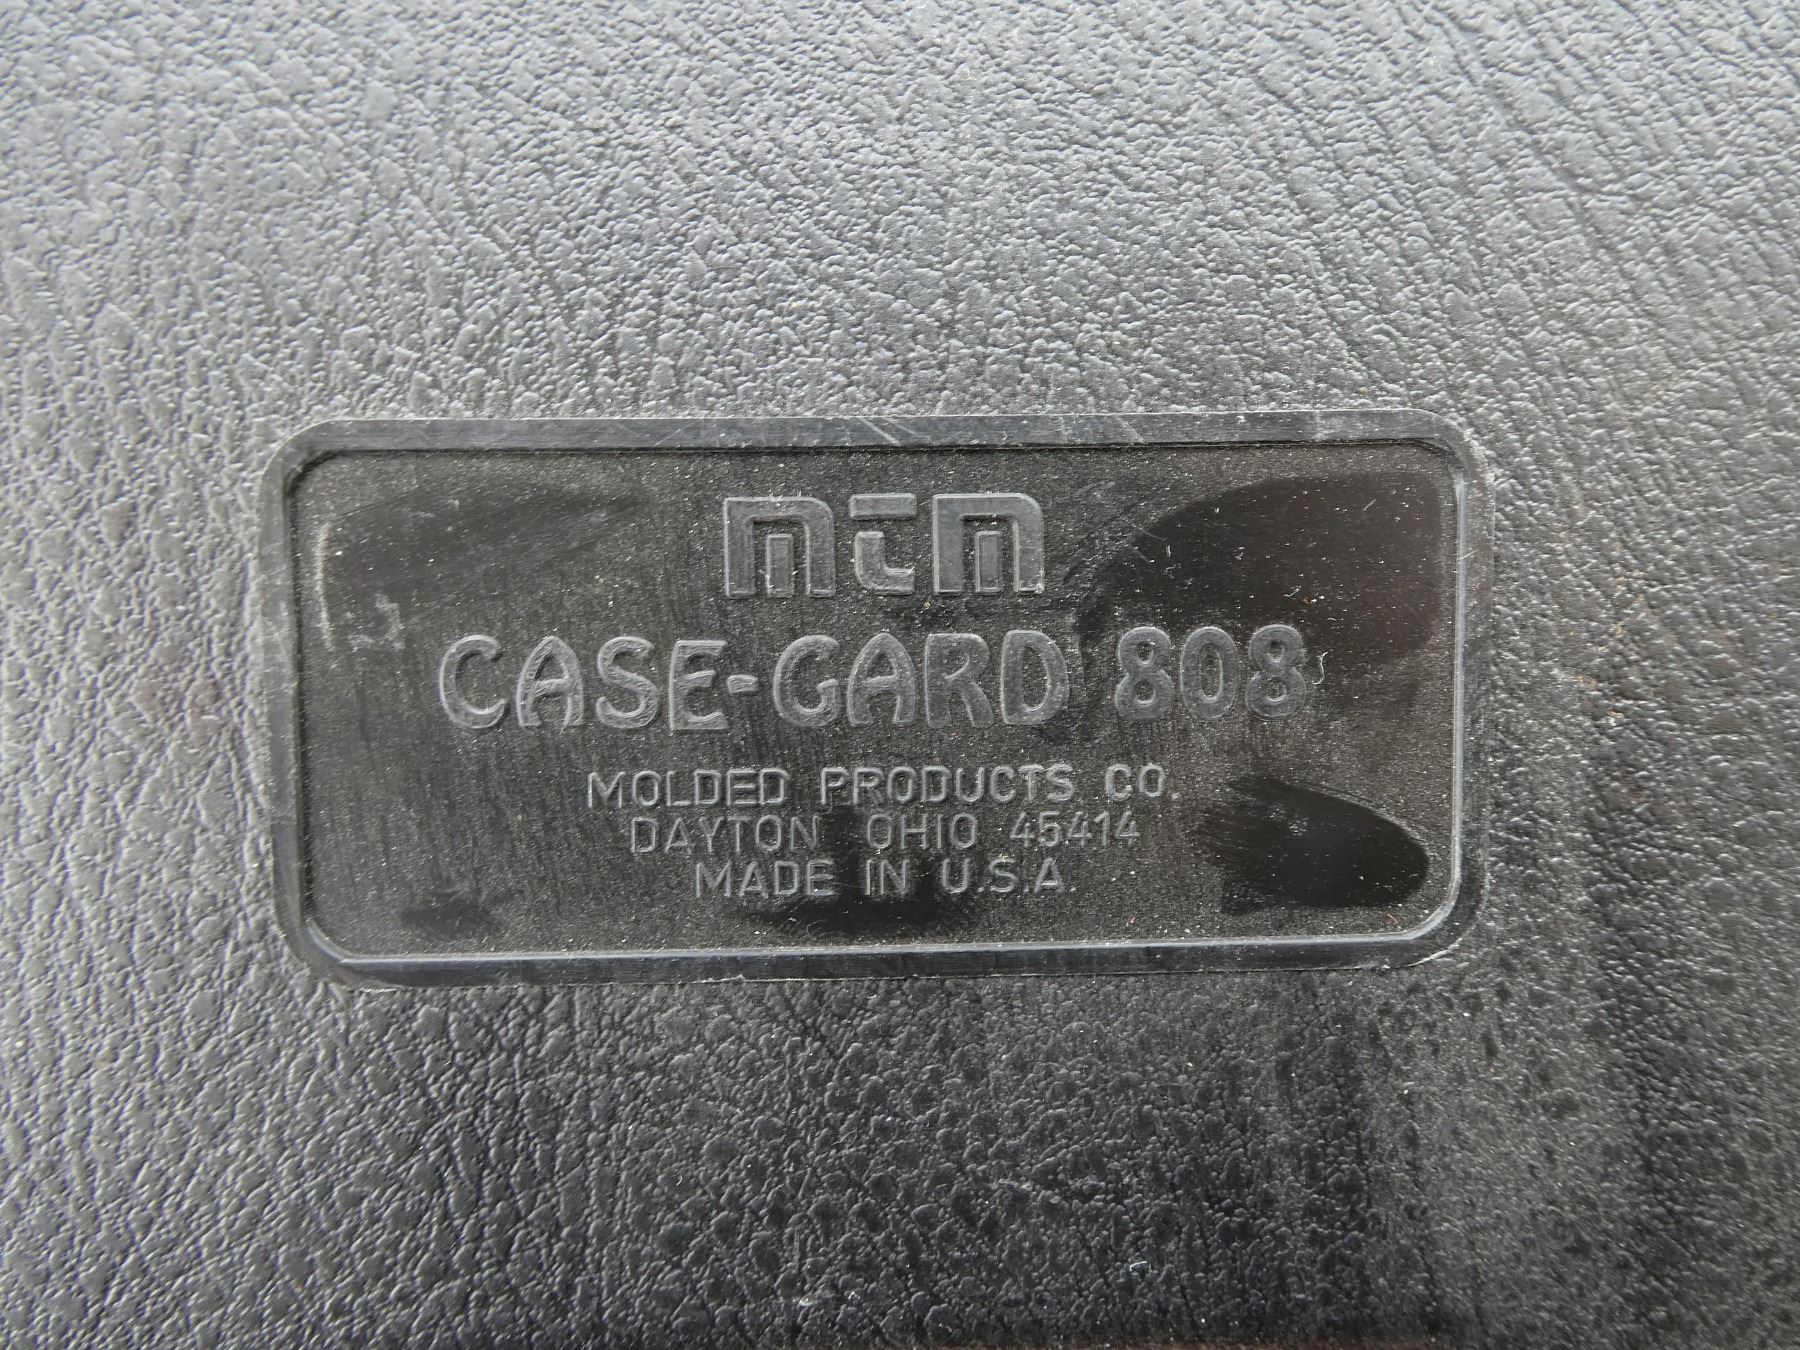 MTM
CASE-GARD 808
MOLDED PRODUCTS CO.
DAYTON OHIO 45414
MADE IN U.S.A.